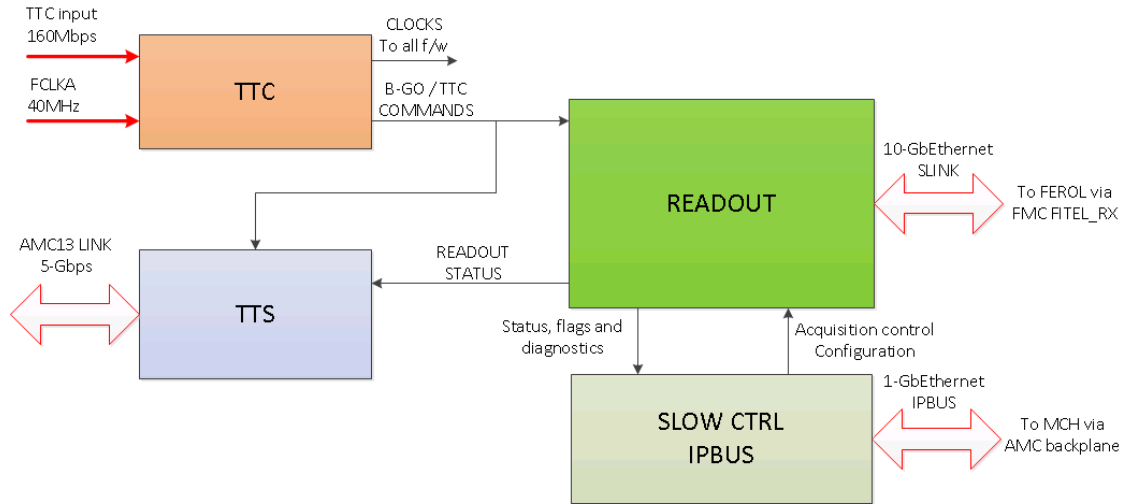 TTC input
160Mbps
FCLKA
40MHz
TTC
CLOCKS
To all f/w
B-GO / TTC
COMMANDS
READOUT
10-GbEthernet
SLINK
To FEROL via
FMC FITEL_RX
AMC13 LINK
5-Gbps
TTS
READOUT
STATUS
Status, flags and
diagnostics
Acquisition control
Configuration
SLOW CTRL
IPBUS
1-GbEthernet
IPBUS
To MCH via
AMC backplane